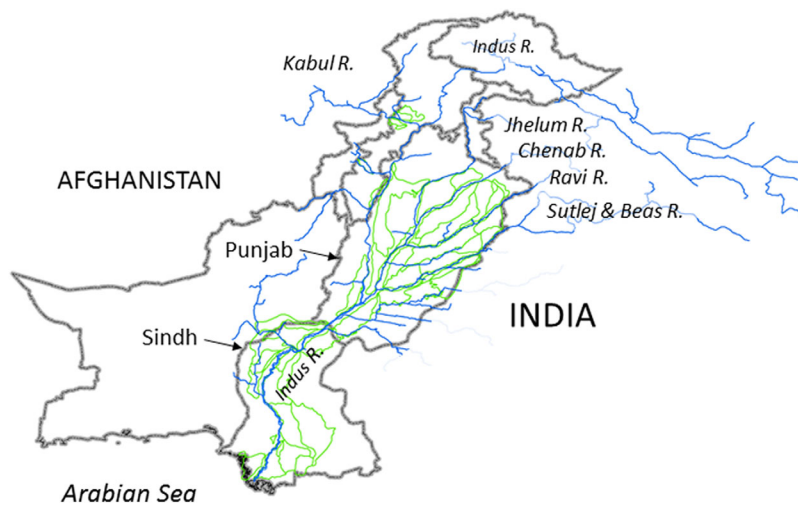 Indus R.
Kabul R.
Jhelum R.
Chenab R.
Ravi R.
AFGHANISTAN
Sutlej & Beas R.
Punjab
INDIA
Sindh
Indus R.
Arabian Sea